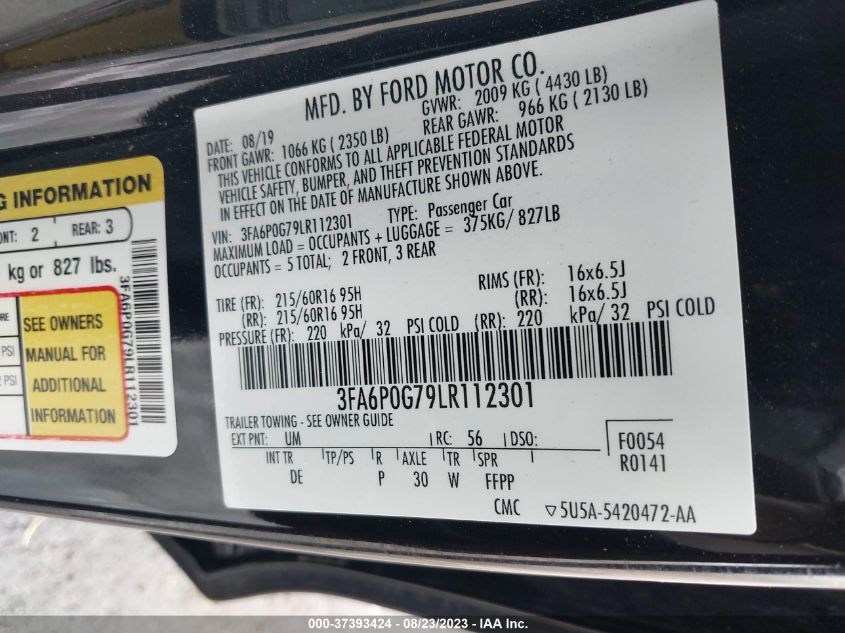 MFD. BY FORD MOTOR CO.
DATE: 08/19
GVWR: 2009 KG ( 4430 LB)
FRONT GAWR: 1066 KG ( 2350 LB)
REAR GAWR: 966 KG ( 2130 LB)
THIS VEHICLE CONFORMS TO ALL APPLICABLE FEDERAL MOTOR
VEHICLE SAFETY, BUMPER, AND THEFT PREVENTION STANDARDS
IN EFFECT ON THE DATE OF MANUFACTURE SHOWN ABOVE.
VIN: 3FA6P0G79LR112301 TYPE: Passenger Car
MAXIMUM LOAD = OCCUPANTS + LUGGAGE = 375KG/ 827LB
OCCUPANTS = 5 TOTAL; 2 FRONT, 3 REAR
TIRE (FR): 215/60R16 95H RIMS (FR): 16x6.5J
(RR): 215/60R16 95H (RR): 16x6.5J
PRESSURE (FR): 220 kPa/ 32 PSI COLD (RR): 220 kPa/ 32 PSI COLD
3FA6P0G79LR112301
TRAILER TOWING - SEE OWNER GUIDE
EXT PNT: UM RC: 56 DSO: F0054
R0141
INT TR TP/PS R AXLE TR SPR
DE P 30 W FFPP
CMC ▽5U5A-5420472-AA
G INFORMATION
NT: 2 REAR: 3
kg or 827 lbs.
SEE OWNERS
MANUAL FOR
ADDITIONAL
INFORMATION
PSI
PSI
3FA6P0G79LR112301
000-37393424 - 08/23/2023 - IAA Inc.